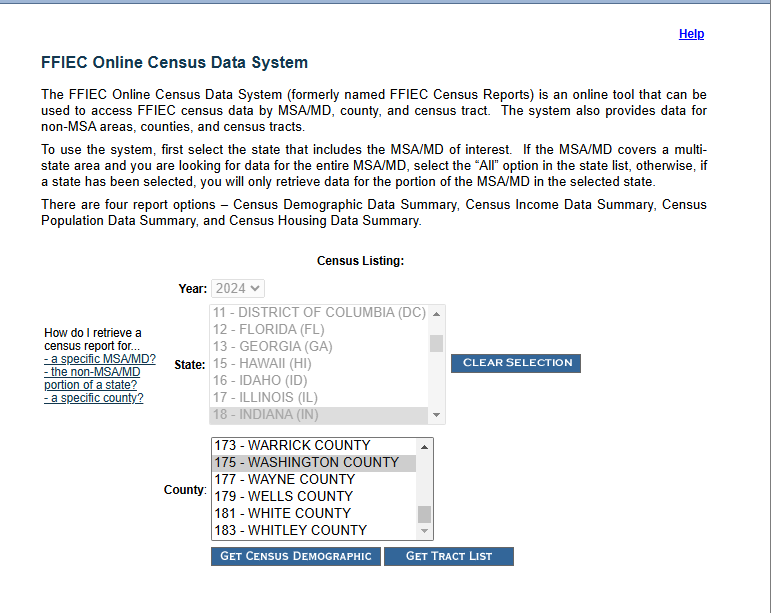 Help
FFIEC Online Census Data System
The FFIEC Online Census Data System (formerly named FFIEC Census Reports) is an online tool that can be
used to access FFIEC census data by MSA/MD, county, and census tract. The system also provides data for
non-MSA areas, counties, and census tracts.
To use the system, first select the state that includes the MSA/MD of interest. If the MSA/MD covers a multi-
state area and you are looking for data for the entire MSA/MD, select the “All” option in the state list, otherwise, if
a state has been selected, you will only retrieve data for the portion of the MSA/MD in the selected state.
There are four report options – Census Demographic Data Summary, Census Income Data Summary, Census
Population Data Summary, and Census Housing Data Summary.
Census Listing:
Year: 2024
How do I retrieve a
census report for...
- a specific MSA/MD?
- the non-MSA/MD
portion of a state?
- a specific county?
State:
11 - DISTRICT OF COLUMBIA (DC)
12 - FLORIDA (FL)
13 - GEORGIA (GA)
15 - HAWAII (HI)
16 - IDAHO (ID)
17 - ILLINOIS (IL)
18 - INDIANA (IN)
CLEAR SELECTION
County:
173 - WARRICK COUNTY
175 - WASHINGTON COUNTY
177 - WAYNE COUNTY
179 - WELLS COUNTY
181 - WHITE COUNTY
183 - WHITLEY COUNTY
GET CENSUS DEMOGRAPHIC GET TRACT LIST